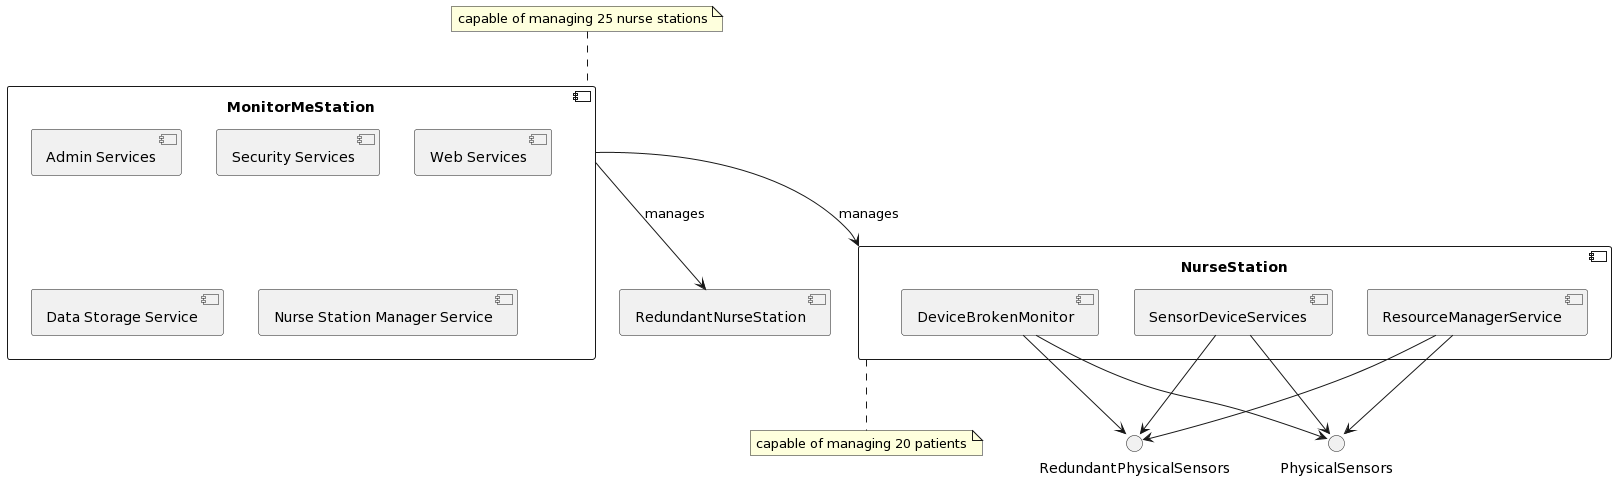 capable of managing 25 nurse stations
MonitorMeStation
Admin Services
Security Services
Web Services
manages
manages
NurseStation
Data Storage Service
Nurse Station Manager Service
RedundantNurseStation
DeviceBrokenMonitor
SensorDeviceServices
ResourceManagerService
capable of managing 20 patients
RedundantPhysicalSensors
PhysicalSensors